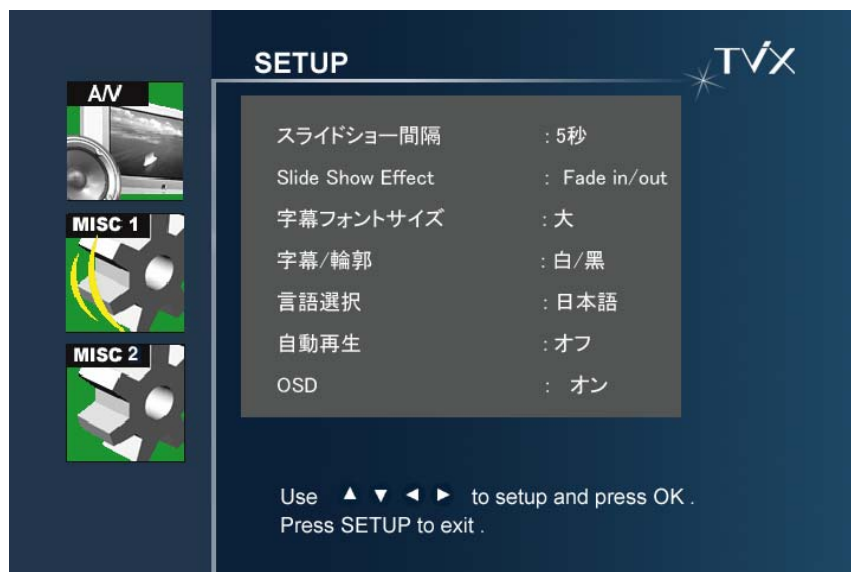 SETUP
TViX
A/V
MISC 1
MISC 2
スライドショー間隔 : 5秒
Slide Show Effect : Fade in/out
字幕フォントサイズ : 大
字幕/輪郭 : 白/黒
言語選択 : 日本語
自動再生 : オフ
OSD : オン
Use ▲ ▼ ◄ ► to setup and press OK .
Press SETUP to exit .